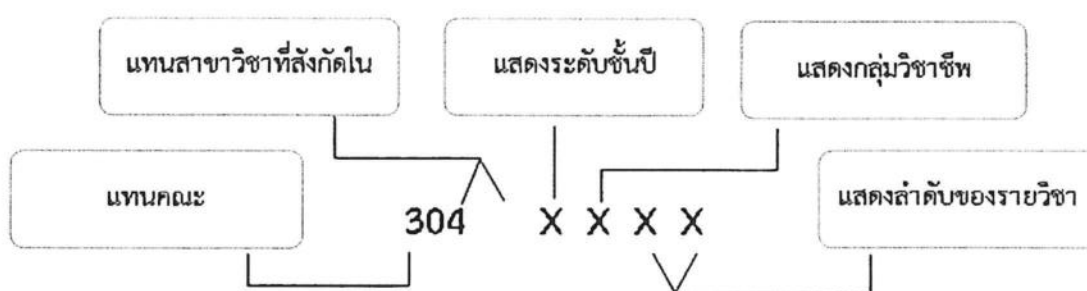 แทนสาขาวิชาที่สังกัดใน
แสดงระดับชั้นปี
แสดงกลุ่มวิชาชีพ
แทนคณะ
304 X X X X
แสดงลำดับของรายวิชา